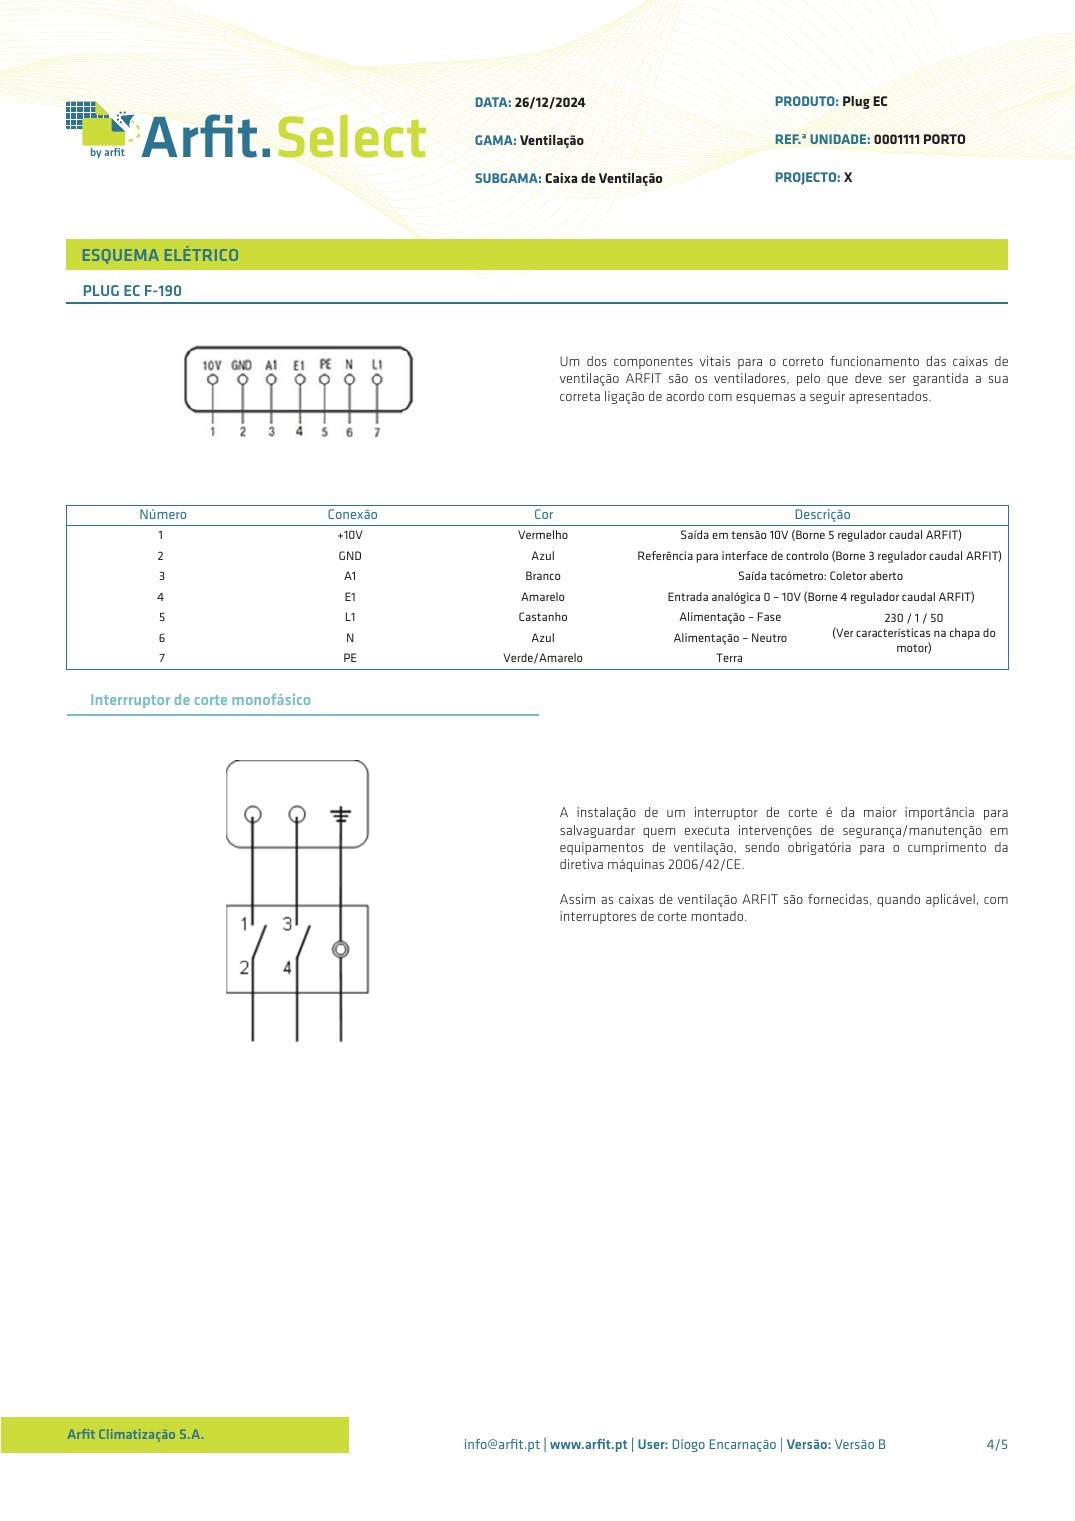 by arfit
Arfit.Select
DATA: 26/12/2024
PRODUTO: Plug EC
GAMA: Ventilação
REF.ª UNIDADE: 0001111 PORTO
SUBGAMA: Caixa de Ventilação
PROJECTO: X
ESQUEMA ELÉTRICO
PLUG EC F-190
10V GND A1 E1 PE N L1
1 2 3 4 5 6 7
Um dos componentes vitais para o correto funcionamento das caixas de
ventilação ARFIT são os ventiladores, pelo que deve ser garantida a sua
correta ligação de acordo com esquemas a seguir apresentados.
Número Conexão Cor Descrição
1 +10V Vermelho Saída em tensão 10V (Borne 5 regulador caudal ARFIT)
2 GND Azul Referência para interface de controlo (Borne 3 regulador caudal ARFIT)
3 A1 Branco Saída tacómetro: Coletor aberto
4 E1 Amarelo Entrada analógica 0 – 10V (Borne 4 regulador caudal ARFIT)
5 L1 Castanho Alimentação – Fase 230 / 1 / 50
6 N Azul Alimentação – Neutro (Ver características na chapa do
motor)
7 PE Verde/Amarelo Terra
Interrruptor de corte monofásico
1 3
2 4
A instalação de um interruptor de corte é da maior importância para
salvaguardar quem executa intervenções de segurança/manutenção em
equipamentos de ventilação, sendo obrigatória para o cumprimento da
diretiva máquinas 2006/42/CE.
Assim as caixas de ventilação ARFIT são fornecidas, quando aplicável, com
interruptores de corte montado.
Arfit Climatização S.A.
info@arfit.pt | www.arfit.pt | User: Diogo Encarnação | Versão: Versão B
4/5